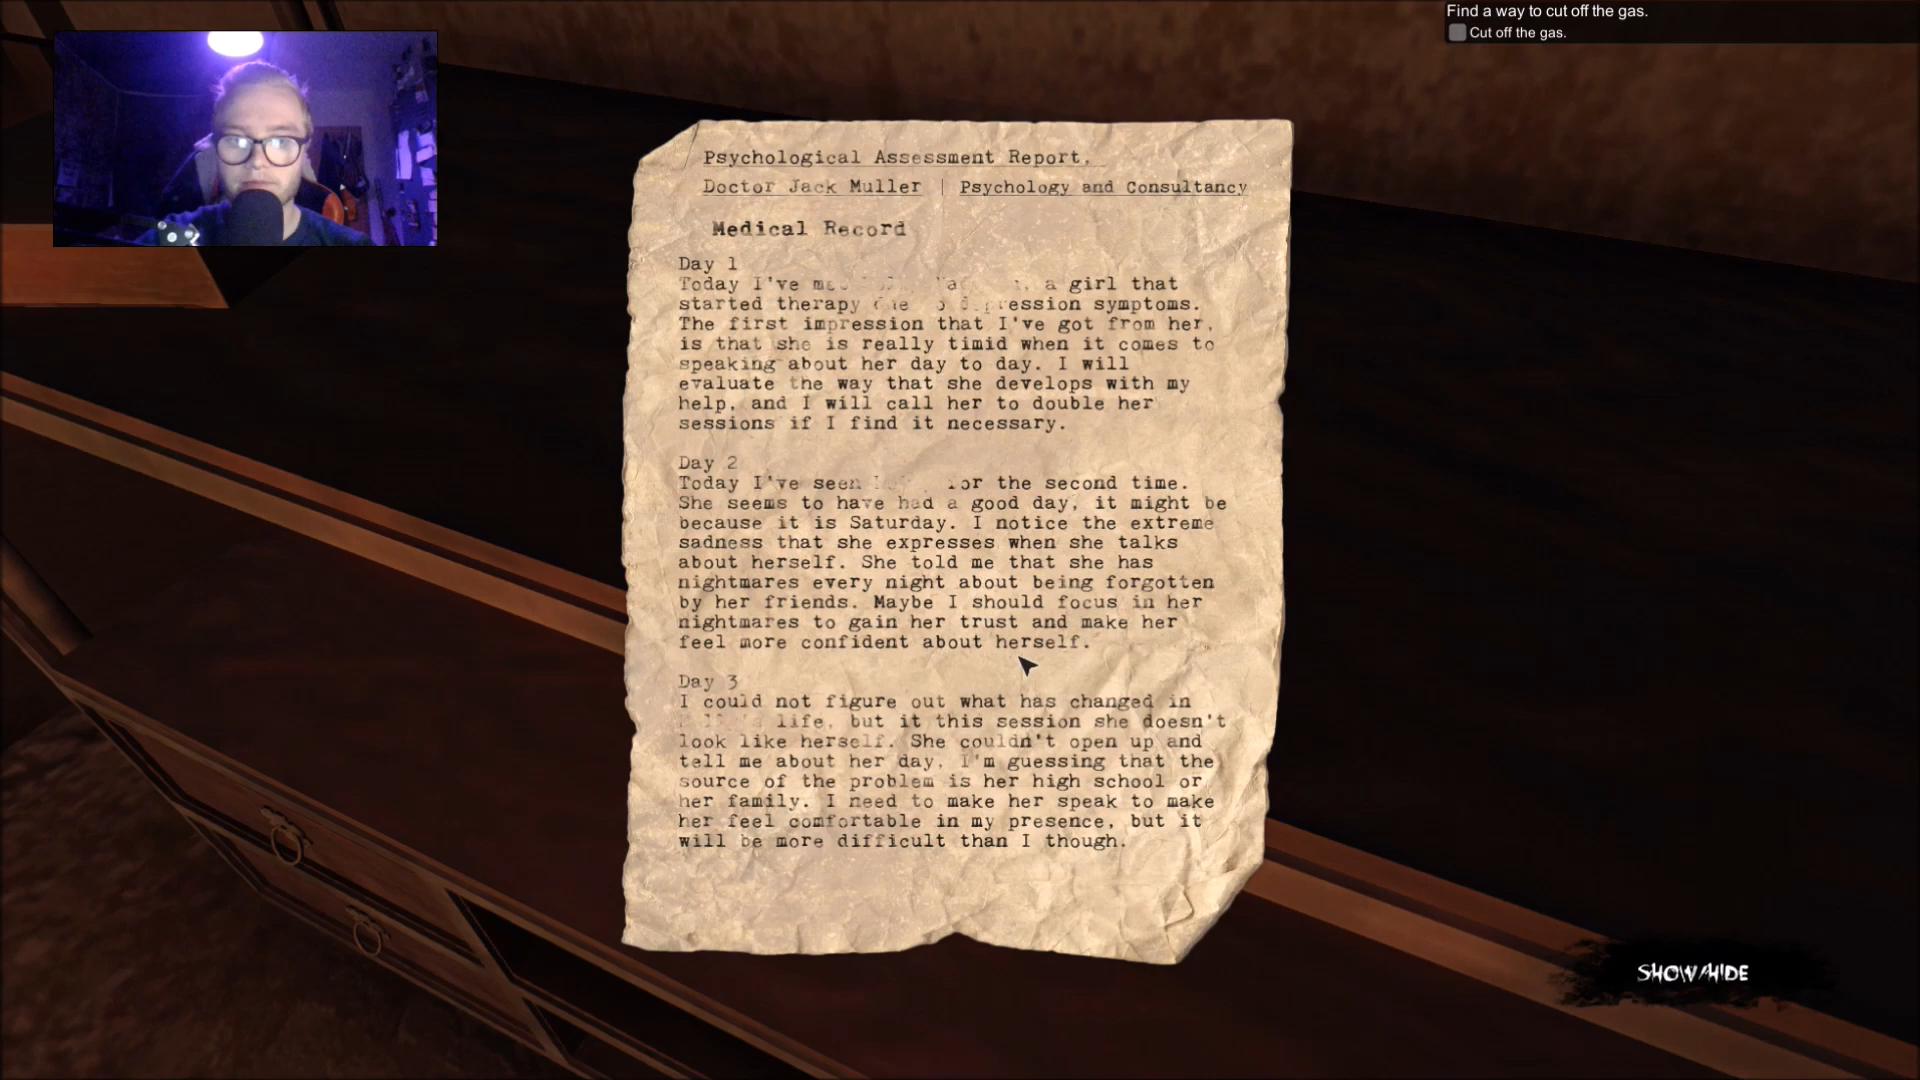 Find a way to cut off the gas.
Cut off the gas.
Psychological Assessment Report.
Doctor Jack Muller | Psychology and Consultancy
Medical Record
Day 1
Today I've a girl that
started therapy depression symptoms.
The first impression that I've got from her,
is that she is really timid when it comes to
speaking about her day to day. I will
evaluate the way that she develops with my
help, and I will call her to double her
sessions if I find it necessary.
Day 2
Today I've seen for the second time.
She seems to have had a good day, it might be
because it is Saturday. I notice the extreme
sadness that she expresses when she talks
about herself. She told me that she has
nightmares every night about being forgotten
by her friends. Maybe I should focus in her
nightmares to gain her trust and make her
feel more confident about herself.
Day 3
I could not figure out what has changed in
life, but it this session she doesn't
look like herself. She couldn't open up and
tell me about her day, I'm guessing that the
source of the problem is her high school or
her family. I need to make her speak to make
her feel comfortable in my presence, but it
will be more difficult than I though.
SHOW/HIDE